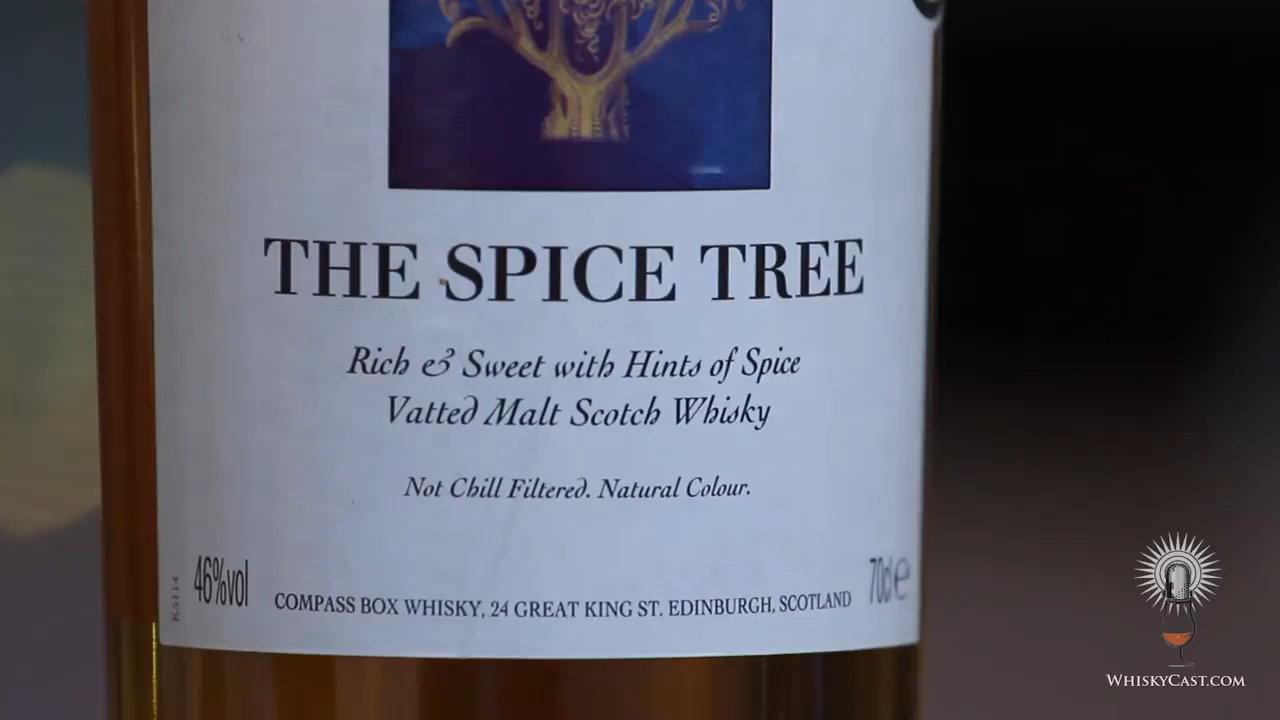 THE SPICE TREE
Rich & Sweet with Hints of Spice
Vatted Malt Scotch Whisky
Not Chill Filtered. Natural Colour.
46%vol
COMPASS BOX WHISKY, 24 GREAT KING ST. EDINBURGH, SCOTLAND
70cl e
WHISKYCAST.COM